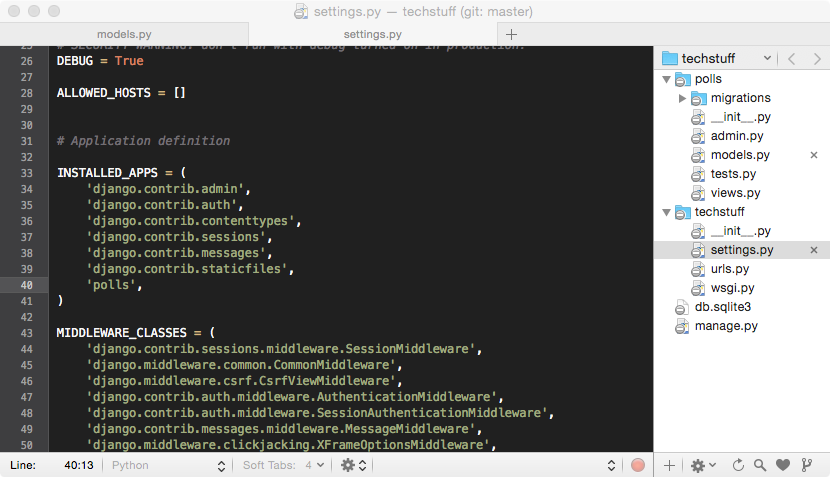 settings.py — techstuff (git: master)
models.py
settings.py
25 # SECURITY WARNING: don't run with debug turned on in production!
26 DEBUG = True
27
28 ALLOWED_HOSTS = []
29
30
31 # Application definition
32
33 INSTALLED_APPS = (
34 'django.contrib.admin',
35 'django.contrib.auth',
36 'django.contrib.contenttypes',
37 'django.contrib.sessions',
38 'django.contrib.messages',
39 'django.contrib.staticfiles',
40 'polls',
41 )
42
43 MIDDLEWARE_CLASSES = (
44 'django.contrib.sessions.middleware.SessionMiddleware',
45 'django.middleware.common.CommonMiddleware',
46 'django.middleware.csrf.CsrfViewMiddleware',
47 'django.contrib.auth.middleware.AuthenticationMiddleware',
48 'django.contrib.auth.middleware.SessionAuthenticationMiddleware',
49 'django.contrib.messages.middleware.MessageMiddleware',
50 'django.middleware.clickjacking.XFrameOptionsMiddleware',
Line: 40:13 Python Soft Tabs: 4
techstuff
polls
migrations
__init__.py
admin.py
models.py
tests.py
views.py
techstuff
__init__.py
settings.py
urls.py
wsgi.py
db.sqlite3
manage.py